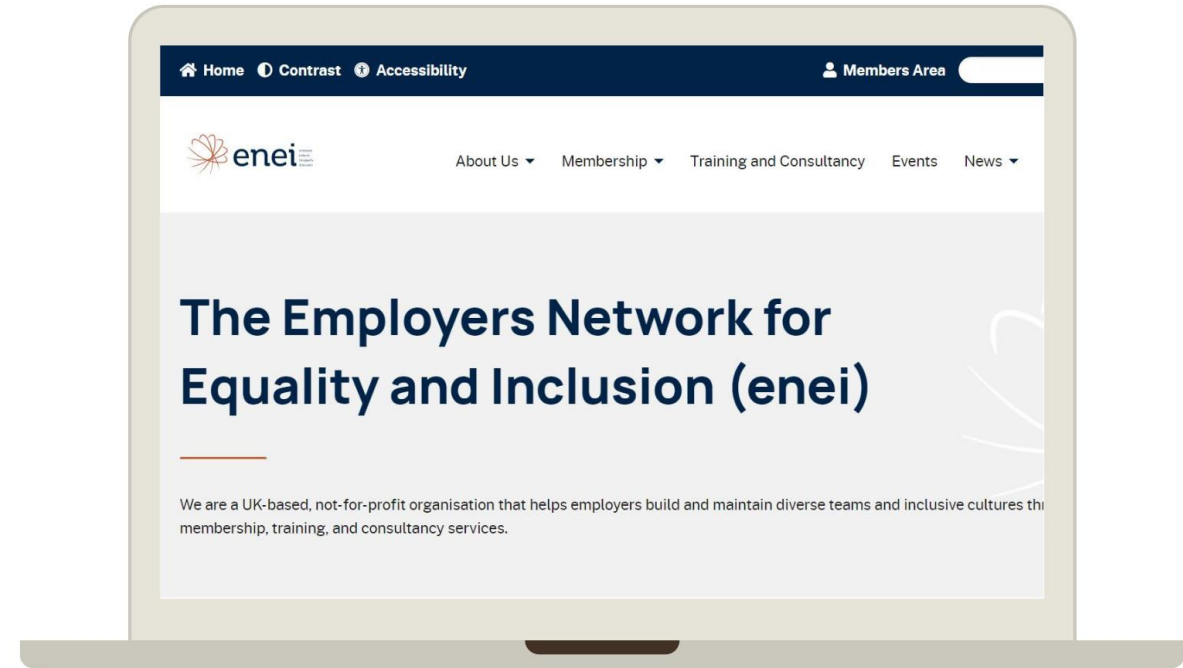 Home Contrast Accessibility Members Area
enei
About Us Membership Training and Consultancy Events News
The Employers Network for
Equality and Inclusion (enei)
We are a UK-based, not-for-profit organisation that helps employers build and maintain diverse teams and inclusive cultures
membership, training, and consultancy services.